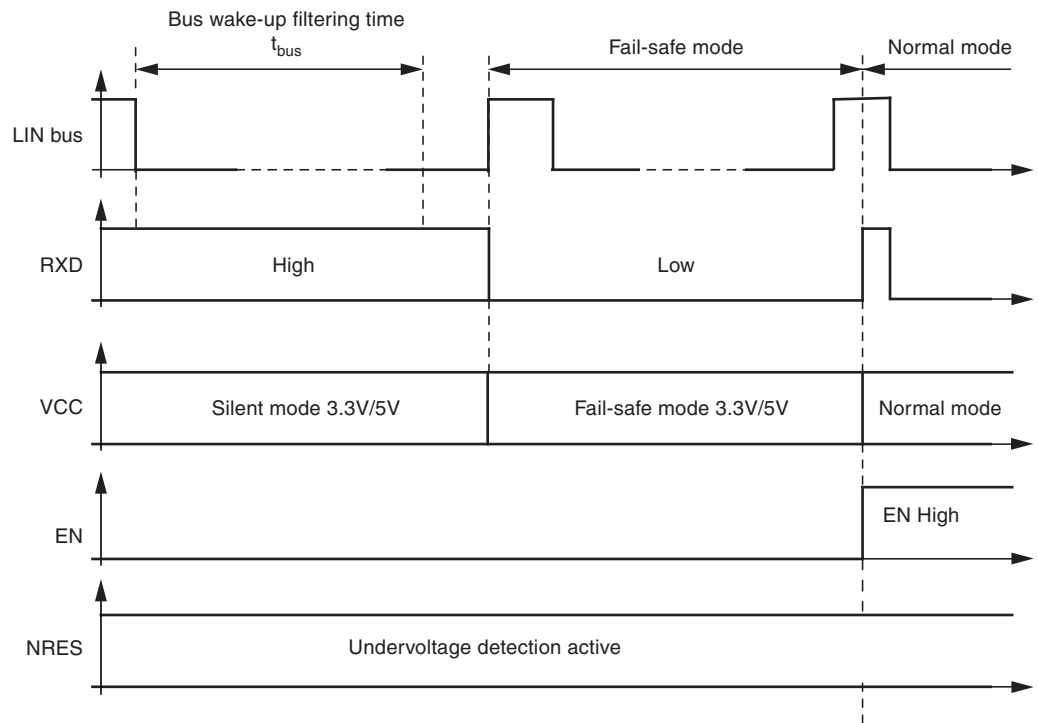 Bus wake-up filtering time
tbus
Fail-safe mode
Normal mode
LIN bus
RXD
High
Low
VCC
Silent mode 3.3V/5V
Fail-safe mode 3.3V/5V
Normal mode
EN
EN High
NRES
Undervoltage detection active